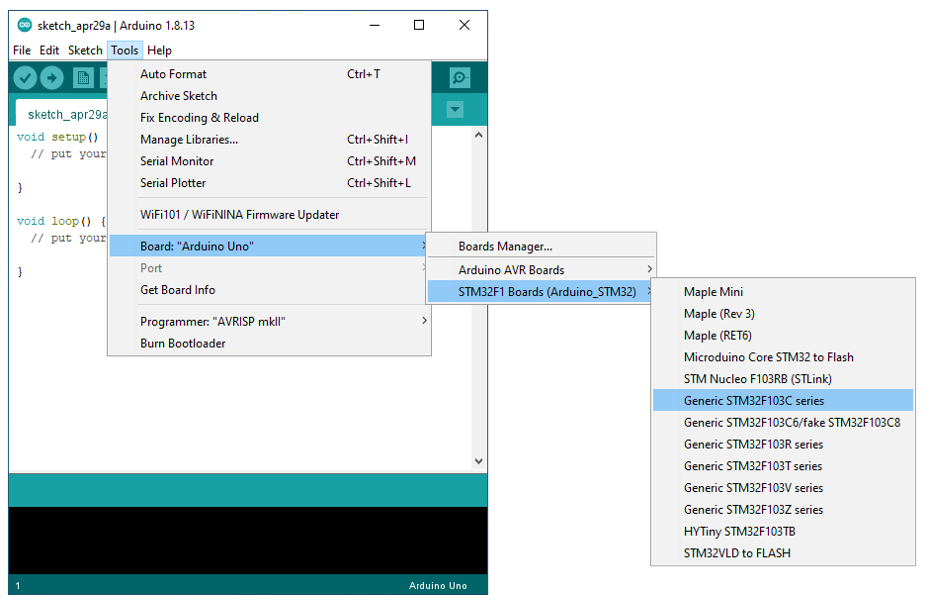 sketch_apr29a | Arduino 1.8.13
File Edit Sketch Tools Help
Auto Format Ctrl+T
Archive Sketch
Fix Encoding & Reload
Manage Libraries... Ctrl+Shift+I
Serial Monitor Ctrl+Shift+M
Serial Plotter Ctrl+Shift+L
WiFi101 / WiFiNINA Firmware Updater
Board: "Arduino Uno"
Port
Get Board Info
Programmer: "AVRISP mkII"
Burn Bootloader
sketch_apr29a
void setup()
// put your
}
void loop() {
// put your
}
Boards Manager...
Arduino AVR Boards
STM32F1 Boards (Arduino_STM32)
Maple Mini
Maple (Rev 3)
Maple (RET6)
Microduino Core STM32 to Flash
STM Nucleo F103RB (STLink)
Generic STM32F103C series
Generic STM32F103C6/fake STM32F103C8
Generic STM32F103R series
Generic STM32F103T series
Generic STM32F103V series
Generic STM32F103Z series
HYTiny STM32F103TB
STM32VLD to FLASH
1 Arduino Uno